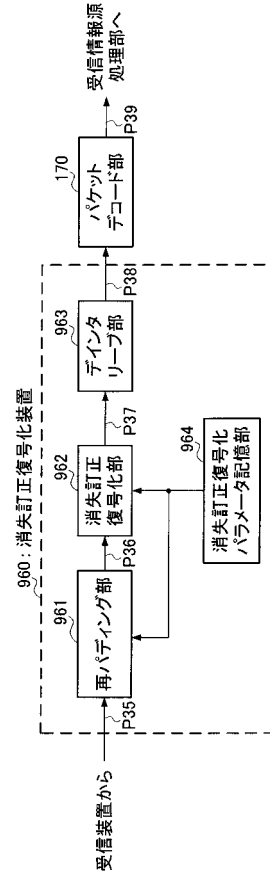 960：消失訂正復号化装置
受信装置から
P35
961
再パディング部
P36
962
消失訂正
復号化部
P37
963
デインタ
リーブ部
P38
170
パケット
デコード部
P39
受信情報源
処理部へ
964
消失訂正復号化
パラメータ記憶部